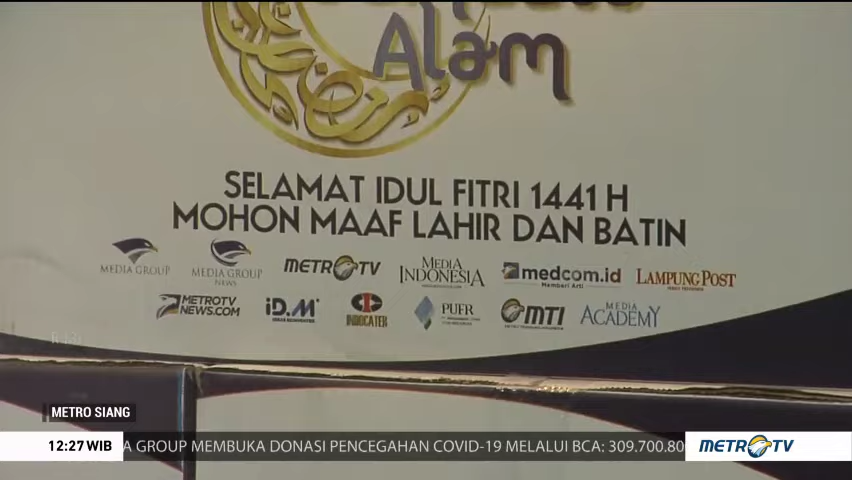 Alam
SELAMAT IDUL FITRI 1441 H
MOHON MAAF LAHIR DAN BATIN
MEDIA GROUP
MEDIA GROUP NEWS
METRO TV
MEDIA INDONESIA
medcom.id
Memberi Arti
LAMPUNG POST
METROTV NEWS.COM
iD.M
INDOCATER
PUFR
MTI
MEDIA ACADEMY
METRO SIANG
12:27 WIB
A GROUP MEMBUKA DONASI PENCEGAHAN COVID-19 MELALUI BCA: 309.700.80
METRO TV